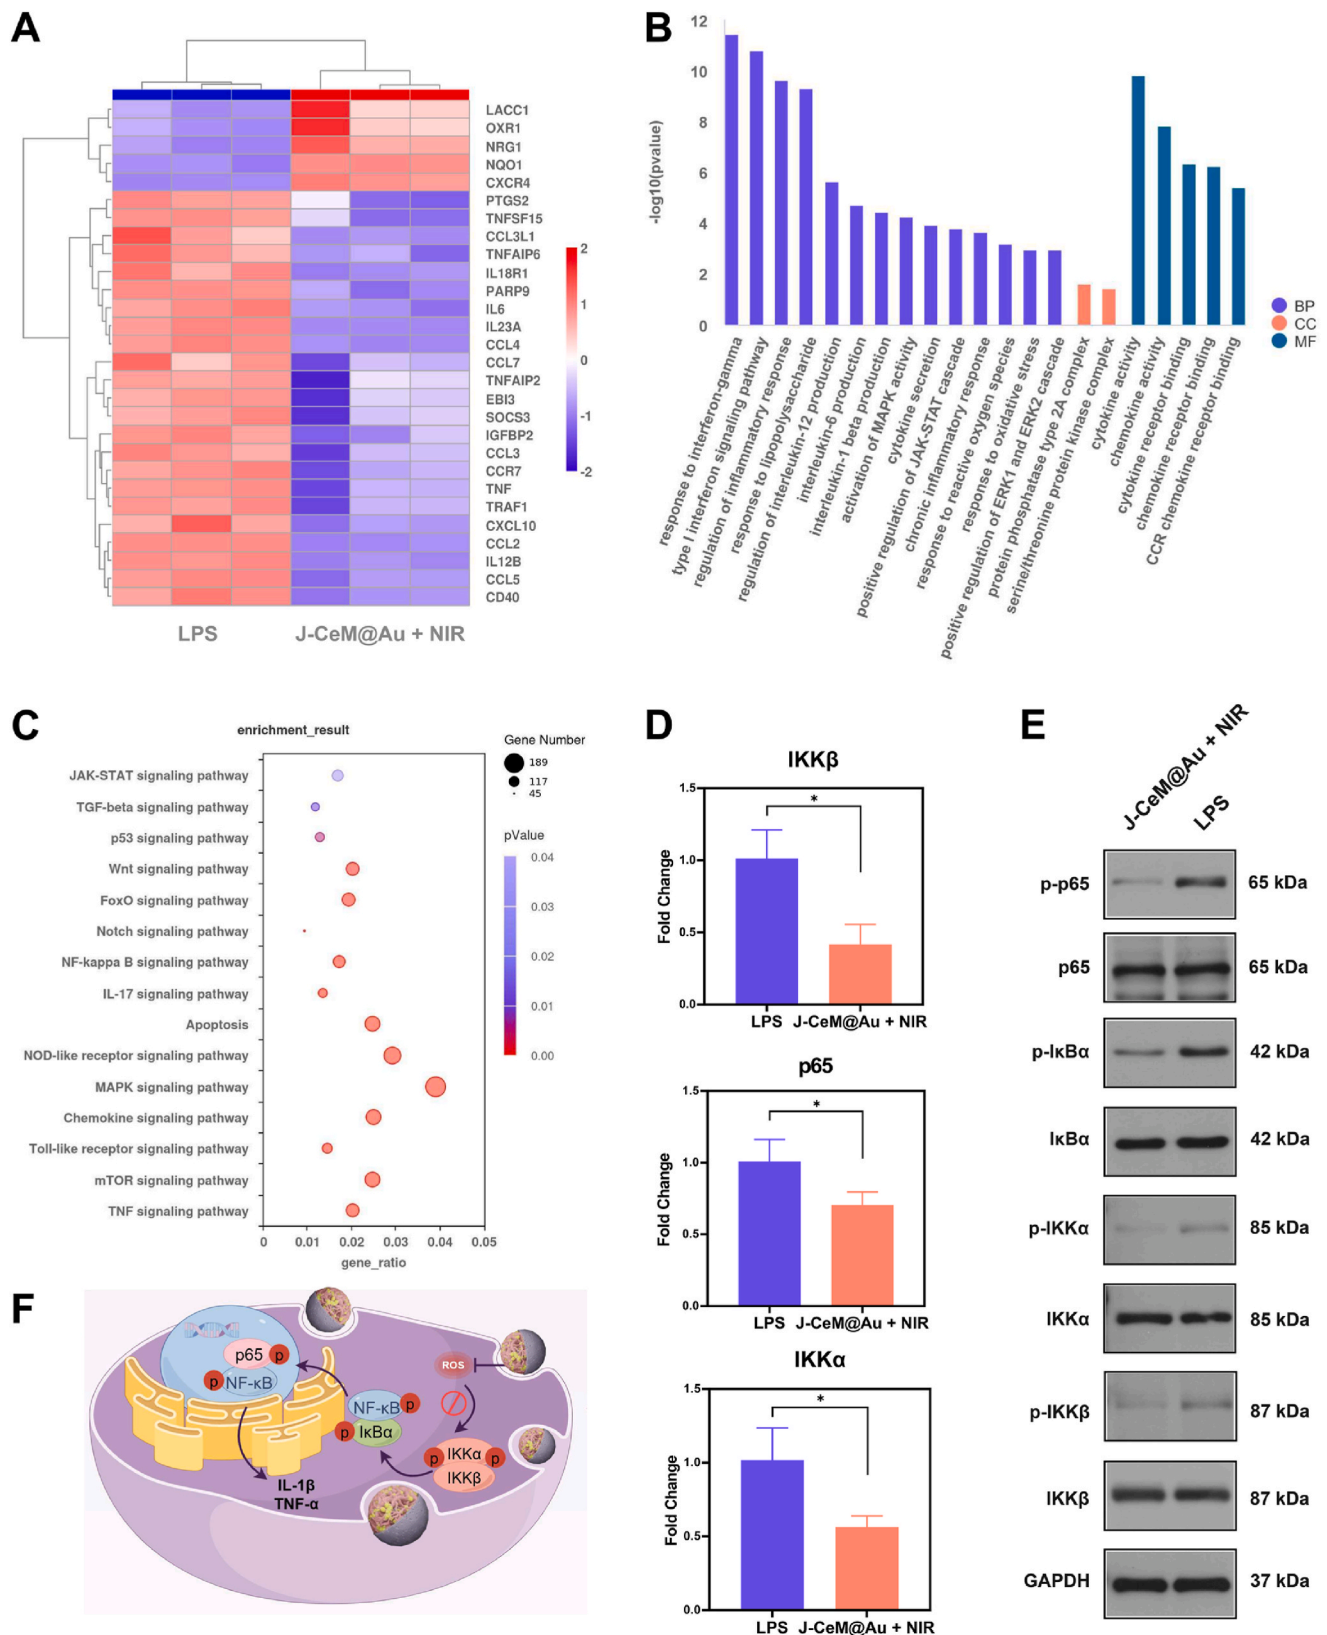 A
LACC1
OXR1
NRG1
NQO1
CXCR4
PTGS2
TNFSF15
CCL3L1
TNFAIP6
IL18R1
PARP9
IL6
IL23A
CCL4
CCL7
TNFAIP2
EBI3
SOCS3
IGFBP2
CCL3
CCR7
TNF
TRAF1
CXCL10
CCL2
IL12B
CCL5
CD40
2
1
0
-1
-2
LPS
J-CeM@Au + NIR
B
-log10(pvalue)
12
10
8
6
4
2
0
response to interferon-gamma
type I interferon signaling pathway
regulation of inflammatory response
response to lipopolysaccharide
regulation of interleukin-12 production
interleukin-6 production
interleukin-1 beta production
activation of MAPK activity
cytokine secretion
positive regulation of JAK-STAT cascade
chronic inflammatory response
response to reactive oxygen species
response to oxidative stress
positive regulation of ERK1 and ERK2 cascade
protein phosphatase type 2A complex
serine/threonine protein kinase complex
cytokine activity
chemokine activity
cytokine receptor binding
chemokine receptor binding
CCR chemokine receptor binding
BP
CC
MF
C
enrichment_result
JAK-STAT signaling pathway
TGF-beta signaling pathway
p53 signaling pathway
Wnt signaling pathway
FoxO signaling pathway
Notch signaling pathway
NF-kappa B signaling pathway
IL-17 signaling pathway
Apoptosis
NOD-like receptor signaling pathway
MAPK signaling pathway
Chemokine signaling pathway
Toll-like receptor signaling pathway
mTOR signaling pathway
TNF signaling pathway
0 0.01 0.02 0.03 0.04 0.05
gene_ratio
Gene Number
189
117
45
pValue
0.04
0.03
0.02
0.01
0.00
D
IKKβ
Fold Change
1.5
1.0
0.5
0.0
*
LPS J-CeM@Au + NIR
p65
Fold Change
1.5
1.0
0.5
0.0
*
LPS J-CeM@Au + NIR
IKKα
Fold Change
1.5
1.0
0.5
0.0
*
LPS J-CeM@Au + NIR
E
J-CeM@Au + NIR
LPS
p-p65 65 kDa
p65 65 kDa
p-IκBα 42 kDa
IκBα 42 kDa
p-IKKα 85 kDa
IKKα 85 kDa
p-IKKβ 87 kDa
IKKβ 87 kDa
GAPDH 37 kDa
F
p65 p
p NF-κB
ROS
NF-κB p
p IκBα
p IKKα p
IKKβ
IL-1β
TNF-α